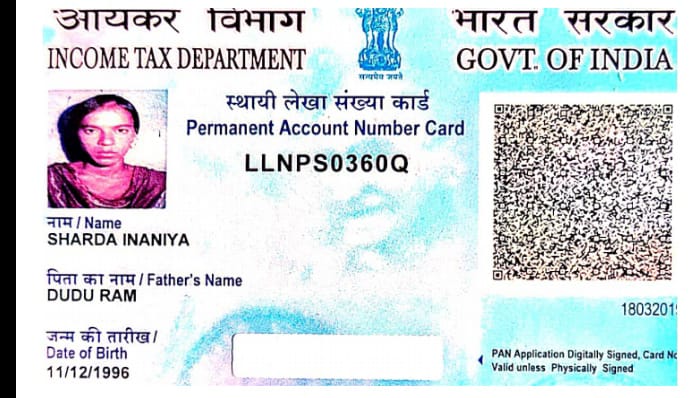 आयकर विभाग
INCOME TAX DEPARTMENT
सत्यमेव जयते
भारत सरकार
GOVT. OF INDIA
स्थायी लेखा संख्या कार्ड
Permanent Account Number Card
LLNPS0360Q
नाम / Name
SHARDA INANIYA
पिता का नाम / Father's Name
DUDU RAM
जन्म की तारीख /
Date of Birth
11/12/1996
1803201
PAN Application Digitally Signed, Card
Valid unless Physically Signed